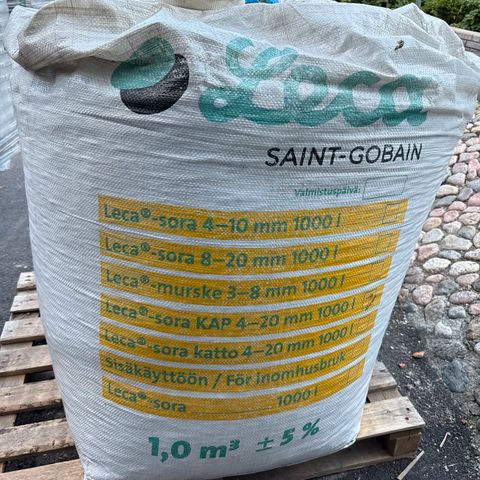 Leca
SAINT-GOBAIN
Valmistuspäivä:
Leca®-sora 4–10 mm 1000 l
Leca®-sora 8–20 mm 1000 l
Leca®-murske 3–8 mm 1000 l
Leca®-sora KAP 4–20 mm 1000 l
Leca®-sora katto 4–20 mm 1000 l
Sisäkäyttöön / För inomhusbruk
Leca®-sora 1000 l
1,0 m³ ±5 %